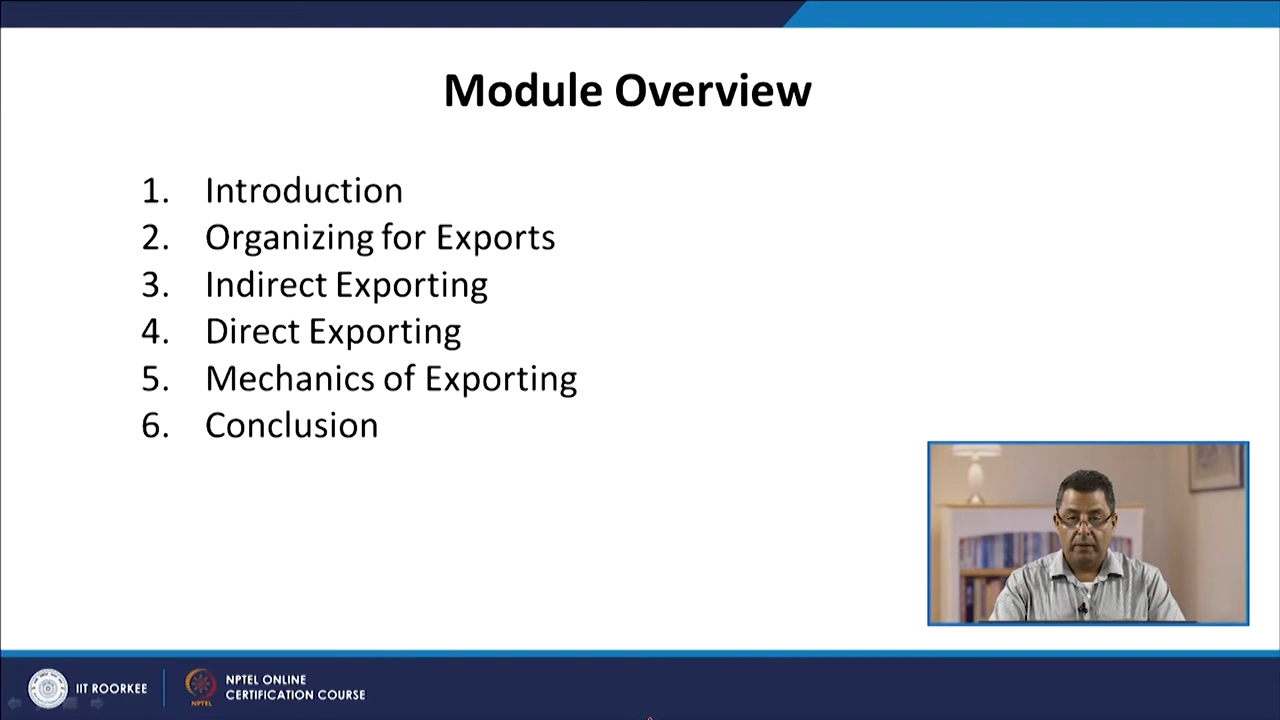 Module Overview
1. Introduction
2. Organizing for Exports
3. Indirect Exporting
4. Direct Exporting
5. Mechanics of Exporting
6. Conclusion
IIT ROORKEE
NPTEL
NPTEL ONLINE
CERTIFICATION COURSE